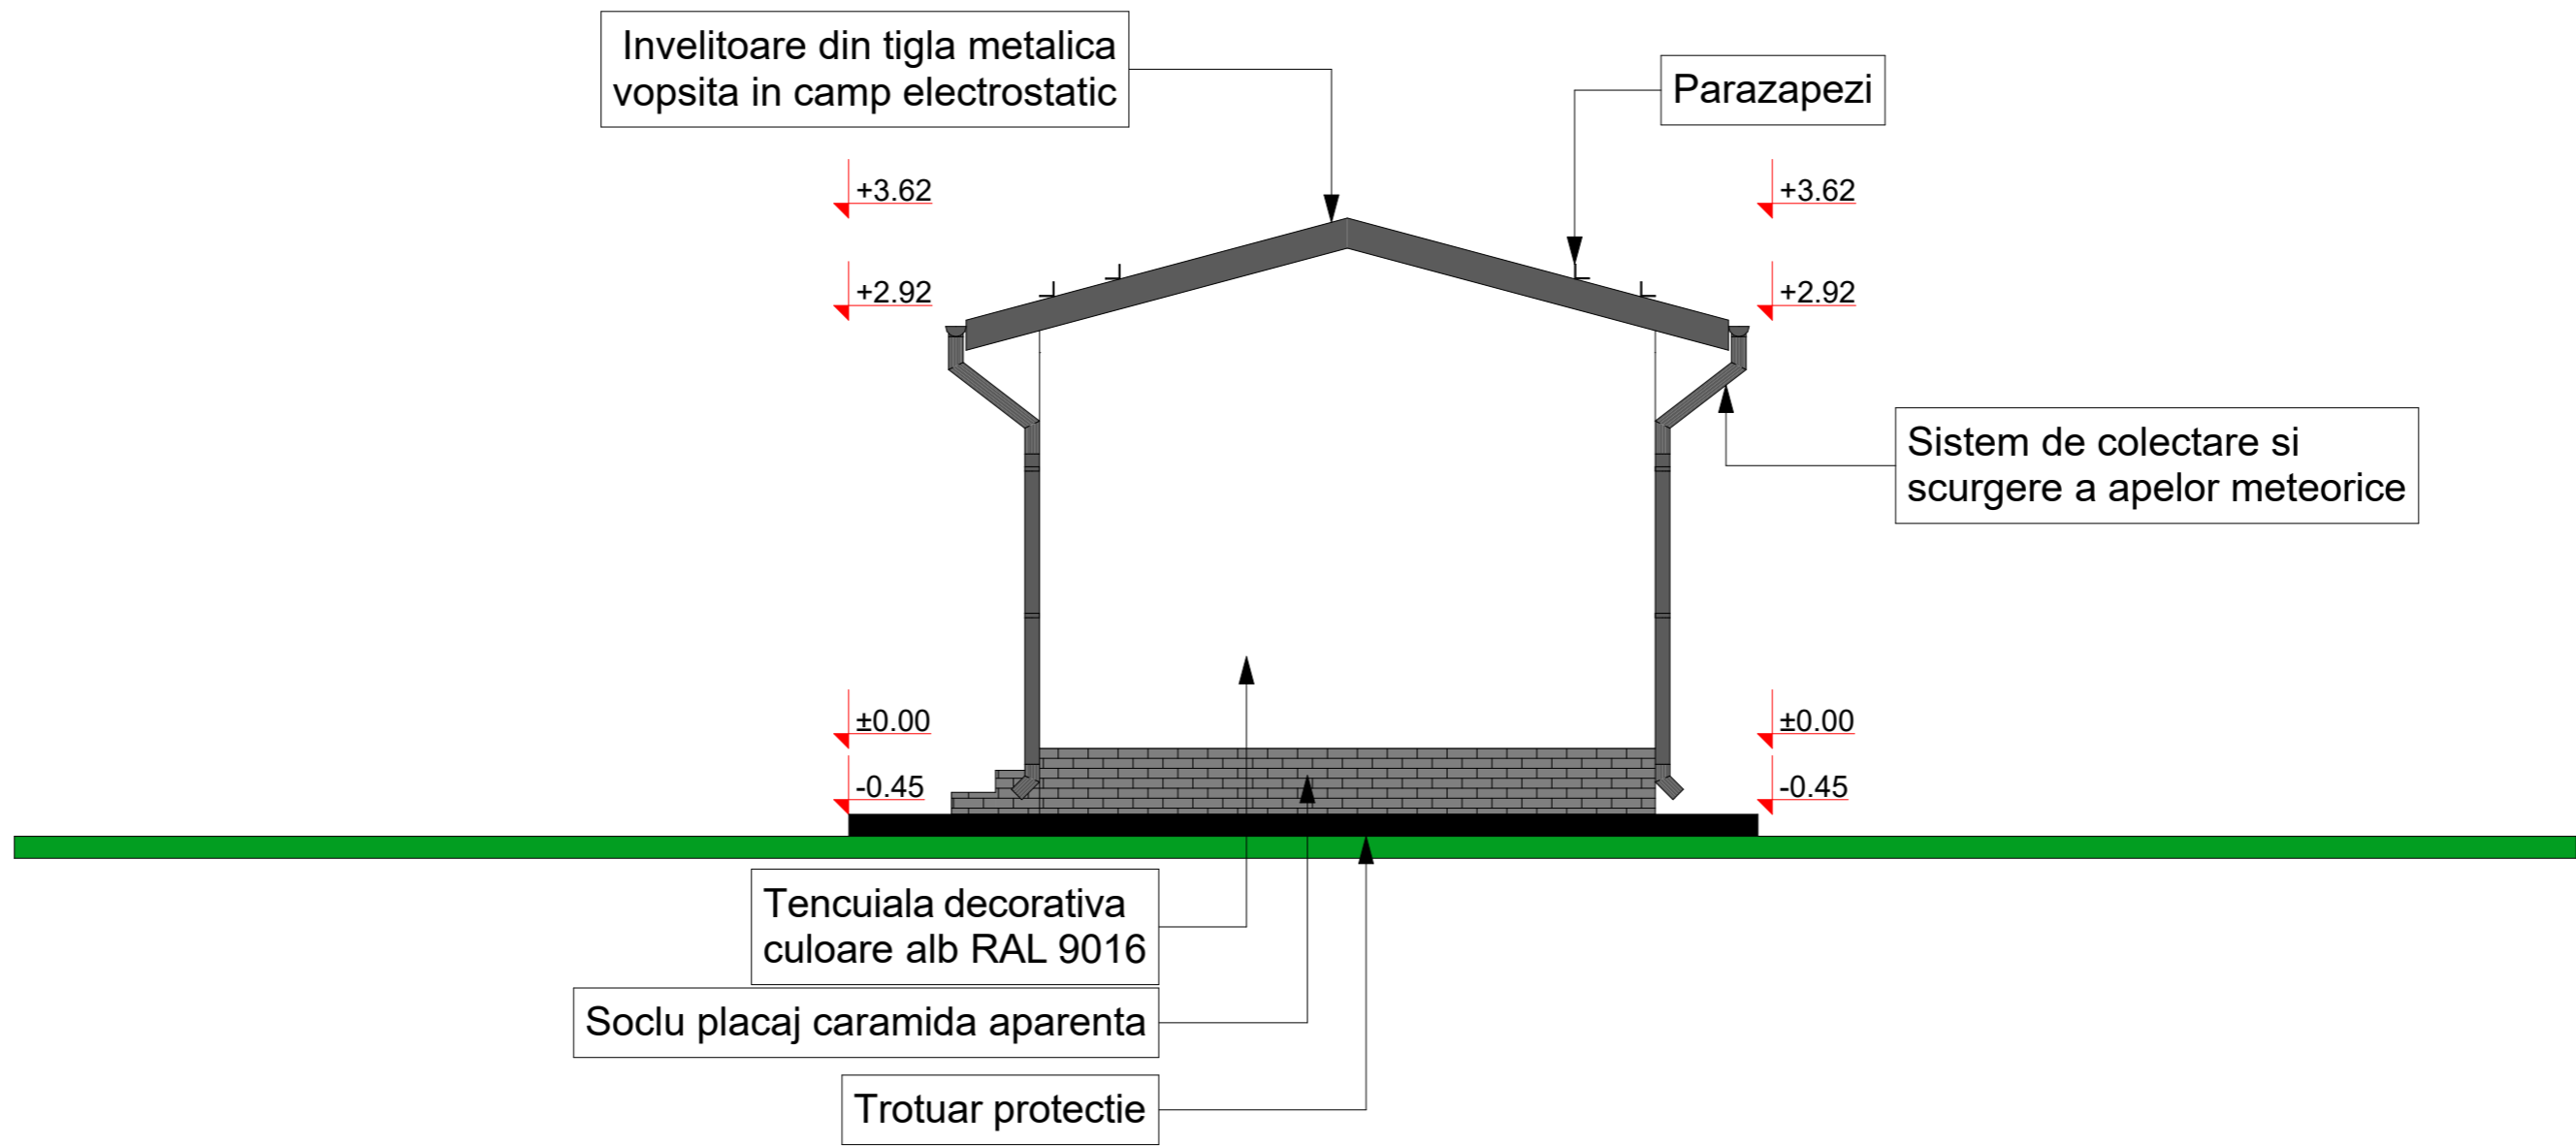 Invelitoare din tigla metalica
vopsita in camp electrostatic
Parazapezi
+3.62
+3.62
+2.92
+2.92
Sistem de colectare si
scurgere a apelor meteorice
±0.00
±0.00
-0.45
-0.45
Tencuiala decorativa
culoare alb RAL 9016
Soclu placaj caramida aparenta
Trotuar protectie